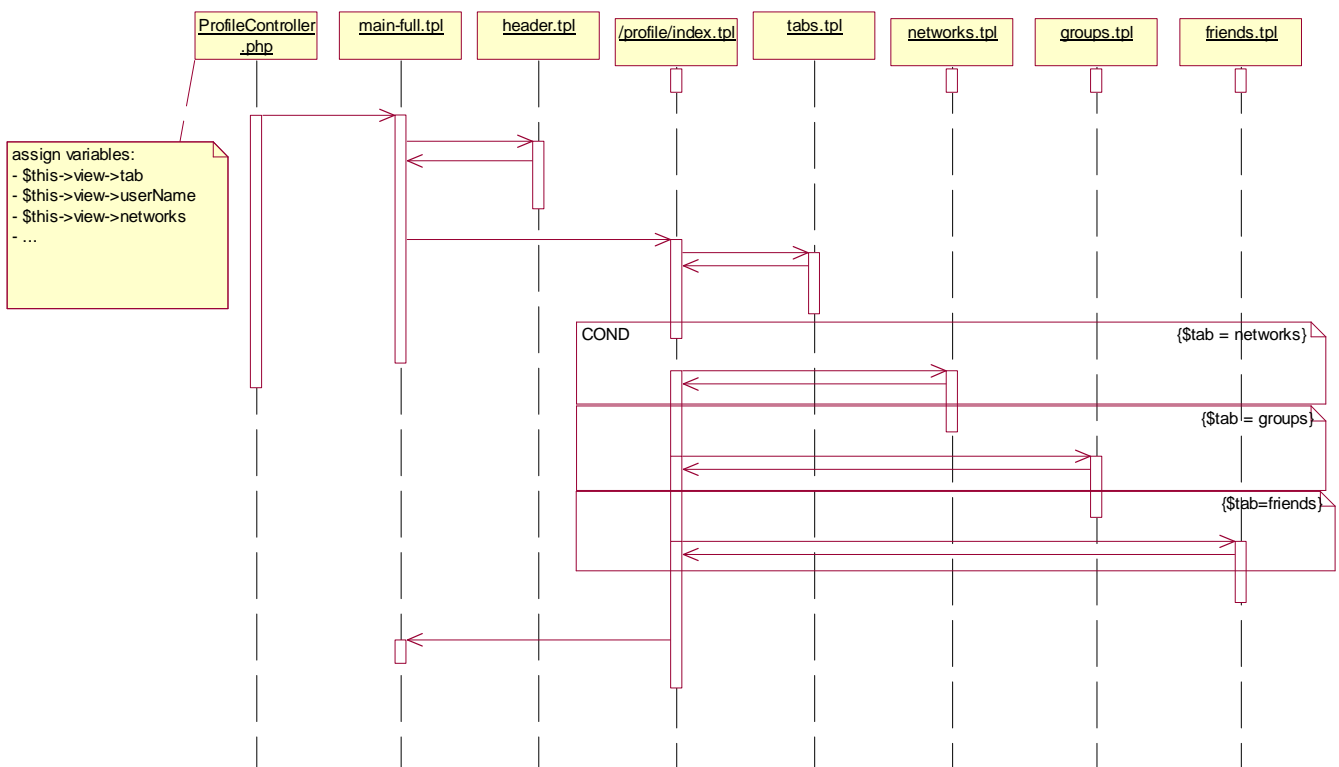 ProfileController
.php
main-full.tpl
header.tpl
/profile/index.tpl
tabs.tpl
networks.tpl
groups.tpl
friends.tpl
assign variables:
- $this->view->tab
- $this->view->userName
- $this->view->networks
- ...
COND
{$tab = networks}
{$tab = groups}
{$tab=friends}